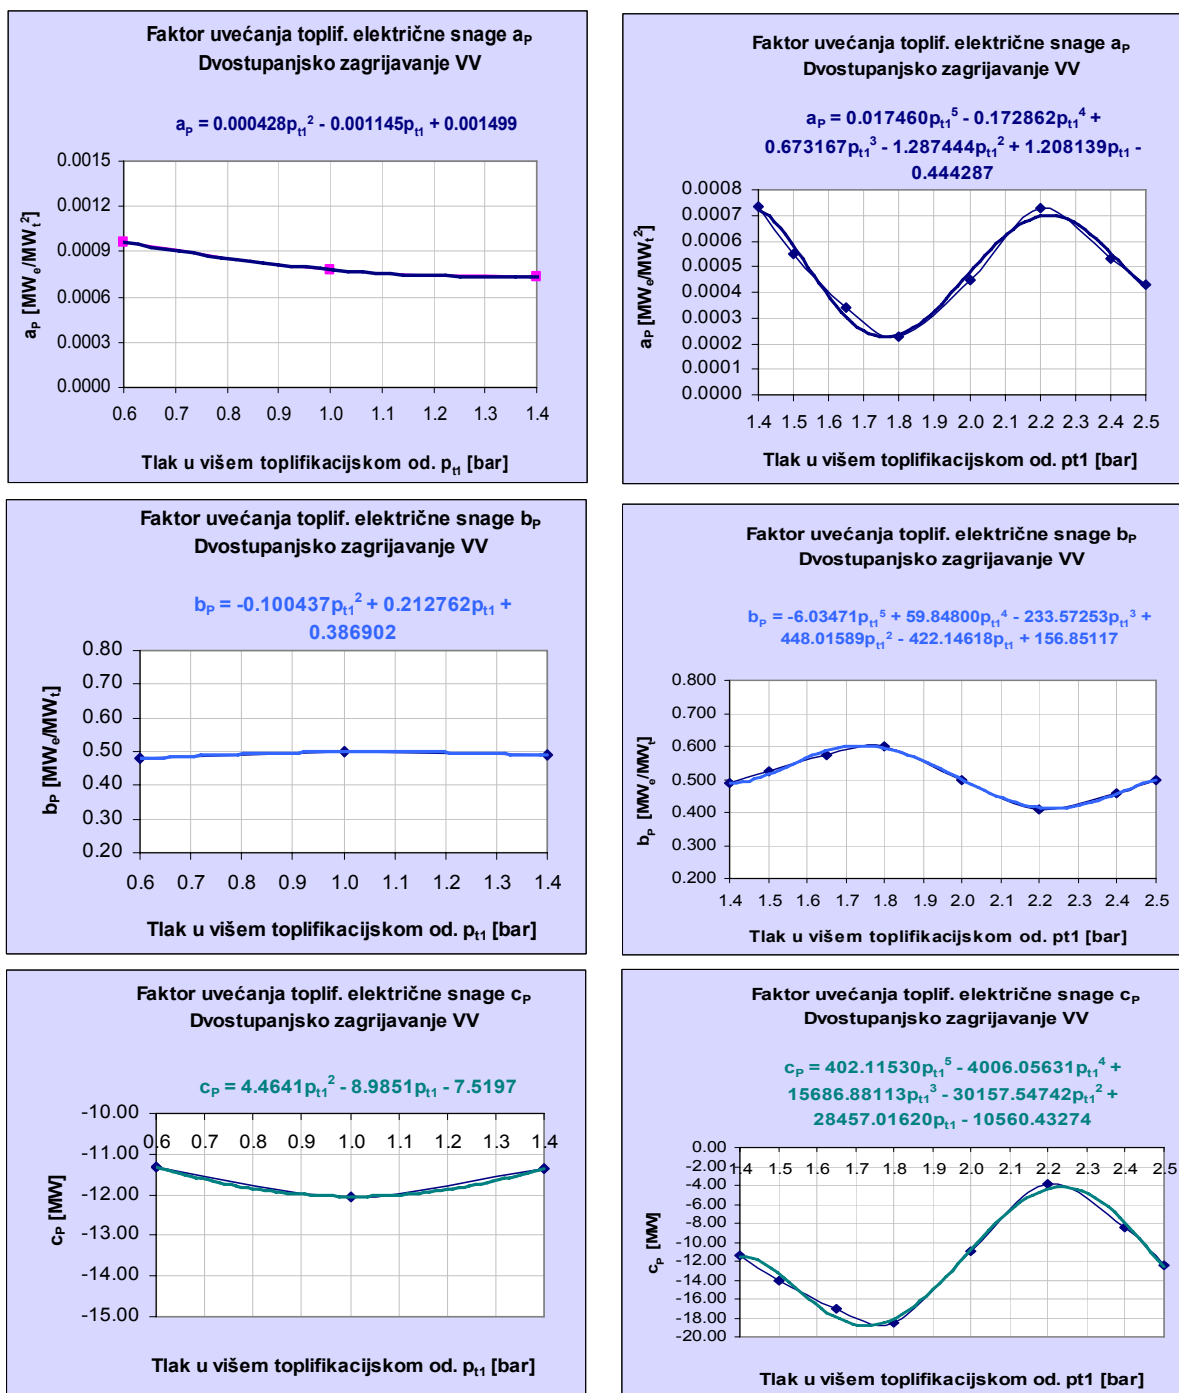 Faktor uvećanja toplif. električne snage aₚ
Dvostupanjsko zagrijavanje VV
aₚ = 0.000428pₜ₁² - 0.001145pₜ₁ + 0.001499
0.0015
0.0012
0.0009
0.0006
0.0003
0.0000
aₚ [MWₑ/MWₜ²]
0.6 0.7 0.8 0.9 1.0 1.1 1.2 1.3 1.4
Tlak u višem toplifikacijskom od. pₜ₁ [bar]
Faktor uvećanja toplif. električne snage aₚ
Dvostupanjsko zagrijavanje VV
aₚ = 0.017460pₜ₁⁵ - 0.172862pₜ₁⁴ +
0.673167pₜ₁³ - 1.287444pₜ₁² + 1.208139pₜ₁ -
0.444287
0.0008
0.0007
0.0006
0.0005
0.0004
0.0003
0.0002
0.0001
0.0000
aₚ [MWₑ/MWₜ²]
1.4 1.5 1.6 1.7 1.8 1.9 2.0 2.1 2.2 2.3 2.4 2.5
Tlak u višem toplifikacijskom od. pt1 [bar]
Faktor uvećanja toplif. električne snage bₚ
Dvostupanjsko zagrijavanje VV
bₚ = -0.100437pₜ₁² + 0.212762pₜ₁ +
0.386902
0.80
0.70
0.60
0.50
0.40
0.30
0.20
bₚ [MWₑ/MWₜ]
0.6 0.7 0.8 0.9 1.0 1.1 1.2 1.3 1.4
Tlak u višem toplifikacijskom od. pₜ₁ [bar]
Faktor uvećanja toplif. električne snage bₚ
Dvostupanjsko zagrijavanje VV
bₚ = -6.03471pₜ₁⁵ + 59.84800pₜ₁⁴ - 233.57253pₜ₁³ +
448.01589pₜ₁² - 422.14618pₜ₁ + 156.85117
0.800
0.700
0.600
0.500
0.400
0.300
0.200
bₚ [MWₑ/MWₜ]
1.4 1.5 1.6 1.7 1.8 1.9 2.0 2.1 2.2 2.3 2.4 2.5
Tlak u višem toplifikacijskom od. pt1 [bar]
Faktor uvećanja toplif. električne snage cₚ
Dvostupanjsko zagrijavanje VV
cₚ = 4.4641pₜ₁² - 8.9851pₜ₁ - 7.5197
-10.00
0.6 0.7 0.8 0.9 1.0 1.1 1.2 1.3 1.4
-11.00
-12.00
-13.00
-14.00
-15.00
cₚ [MW]
Tlak u višem toplifikacijskom od. pₜ₁ [bar]
Faktor uvećanja toplif. električne snage cₚ
Dvostupanjsko zagrijavanje VV
cₚ = 402.11530pₜ₁⁵ - 4006.05631pₜ₁⁴ +
15686.88113pₜ₁³ - 30157.54742pₜ₁² +
28457.01620pₜ₁ - 10560.43274
0.00
-2.00
1.4 1.5 1.6 1.7 1.8 1.9 2.0 2.1 2.2 2.3 2.4 2.5
-4.00
-6.00
-8.00
-10.00
-12.00
-14.00
-16.00
-18.00
-20.00
cₚ [MW]
Tlak u višem toplifikacijskom od. pt1 [bar]